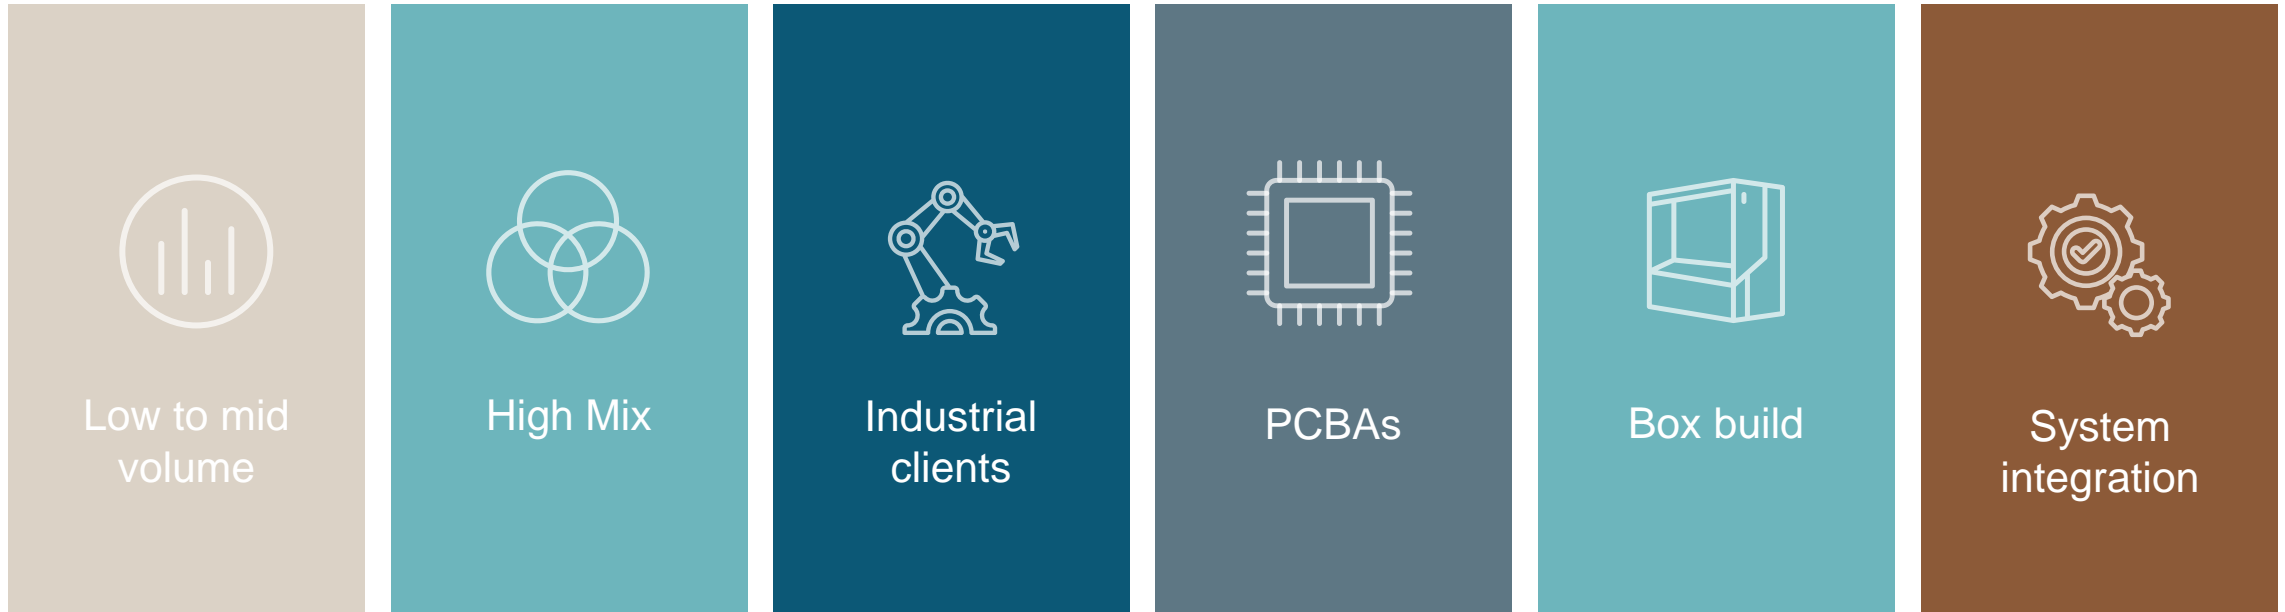 Low to mid
volume
High Mix
Industrial
clients
PCBAs
Box build
System
integration